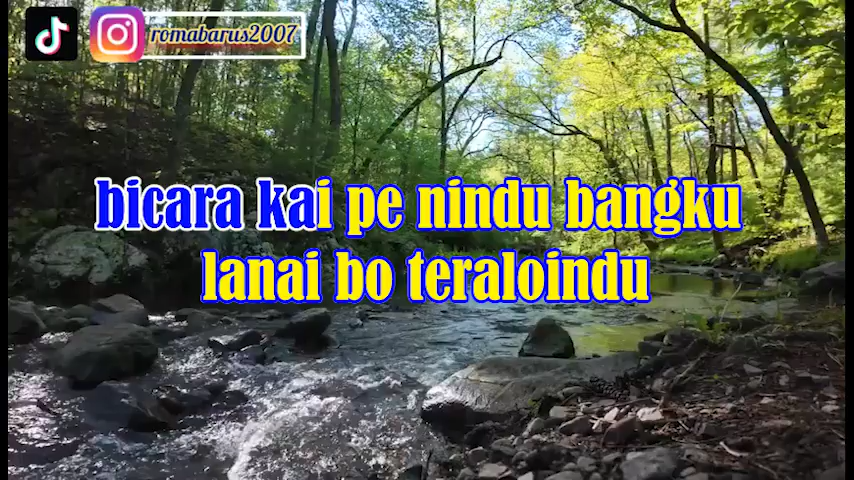 romabarus2007
bicara kai pe nindu bangku
lanai bo teraloindu